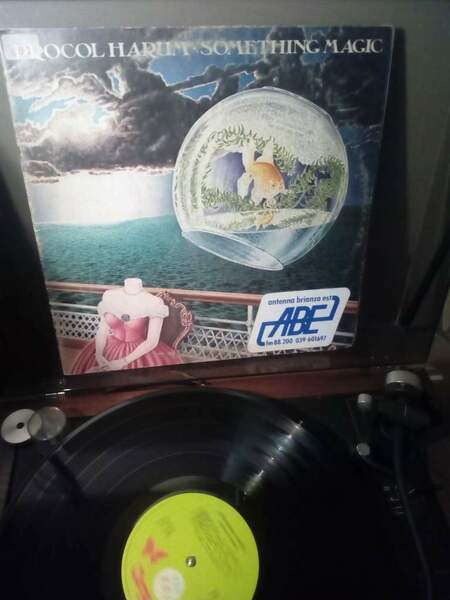 PROCOL HARUM·SOMETHING MAGIC
antenna brianza est
ABE
fm 88.200 039-601697